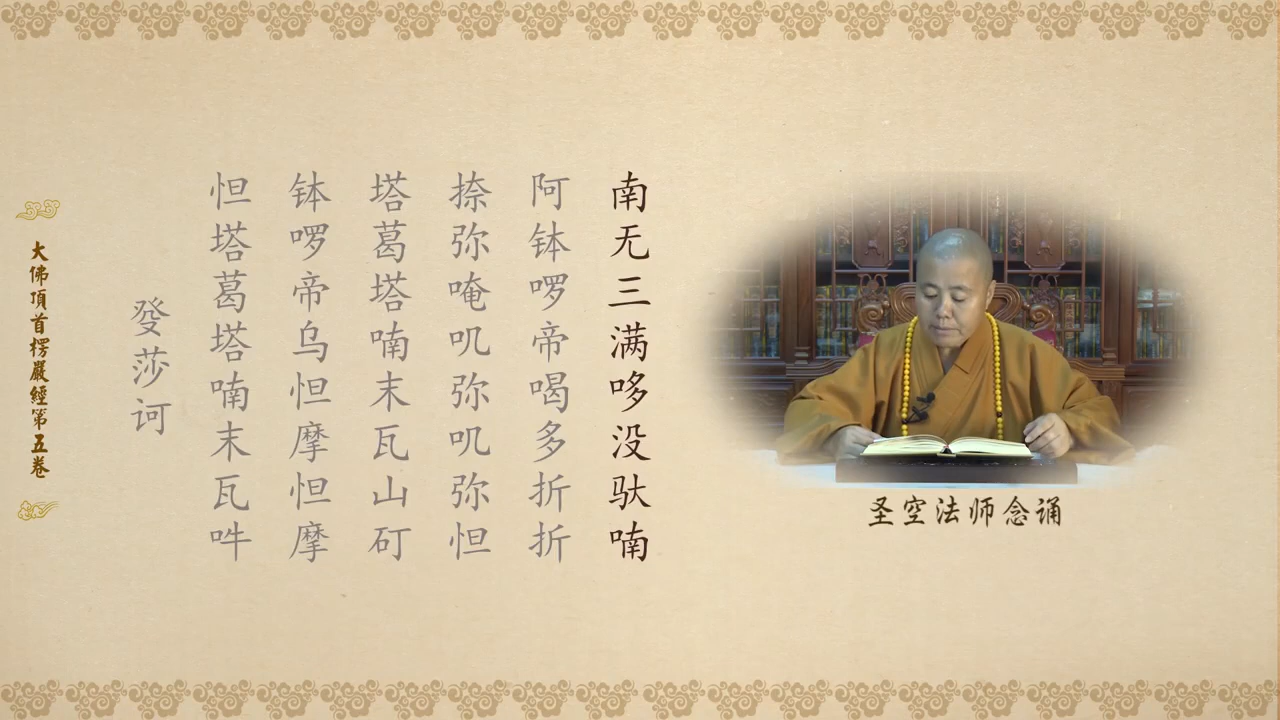 南无三满哆没驮喃
阿钵啰帝喝多折折
捺弥唵叽弥叽弥怛
塔葛塔喃末瓦山矴
钵啰帝乌怛摩怛摩
怛塔葛塔喃末瓦吽
發莎诃
圣空法师念诵
大佛頂首楞嚴經第五卷